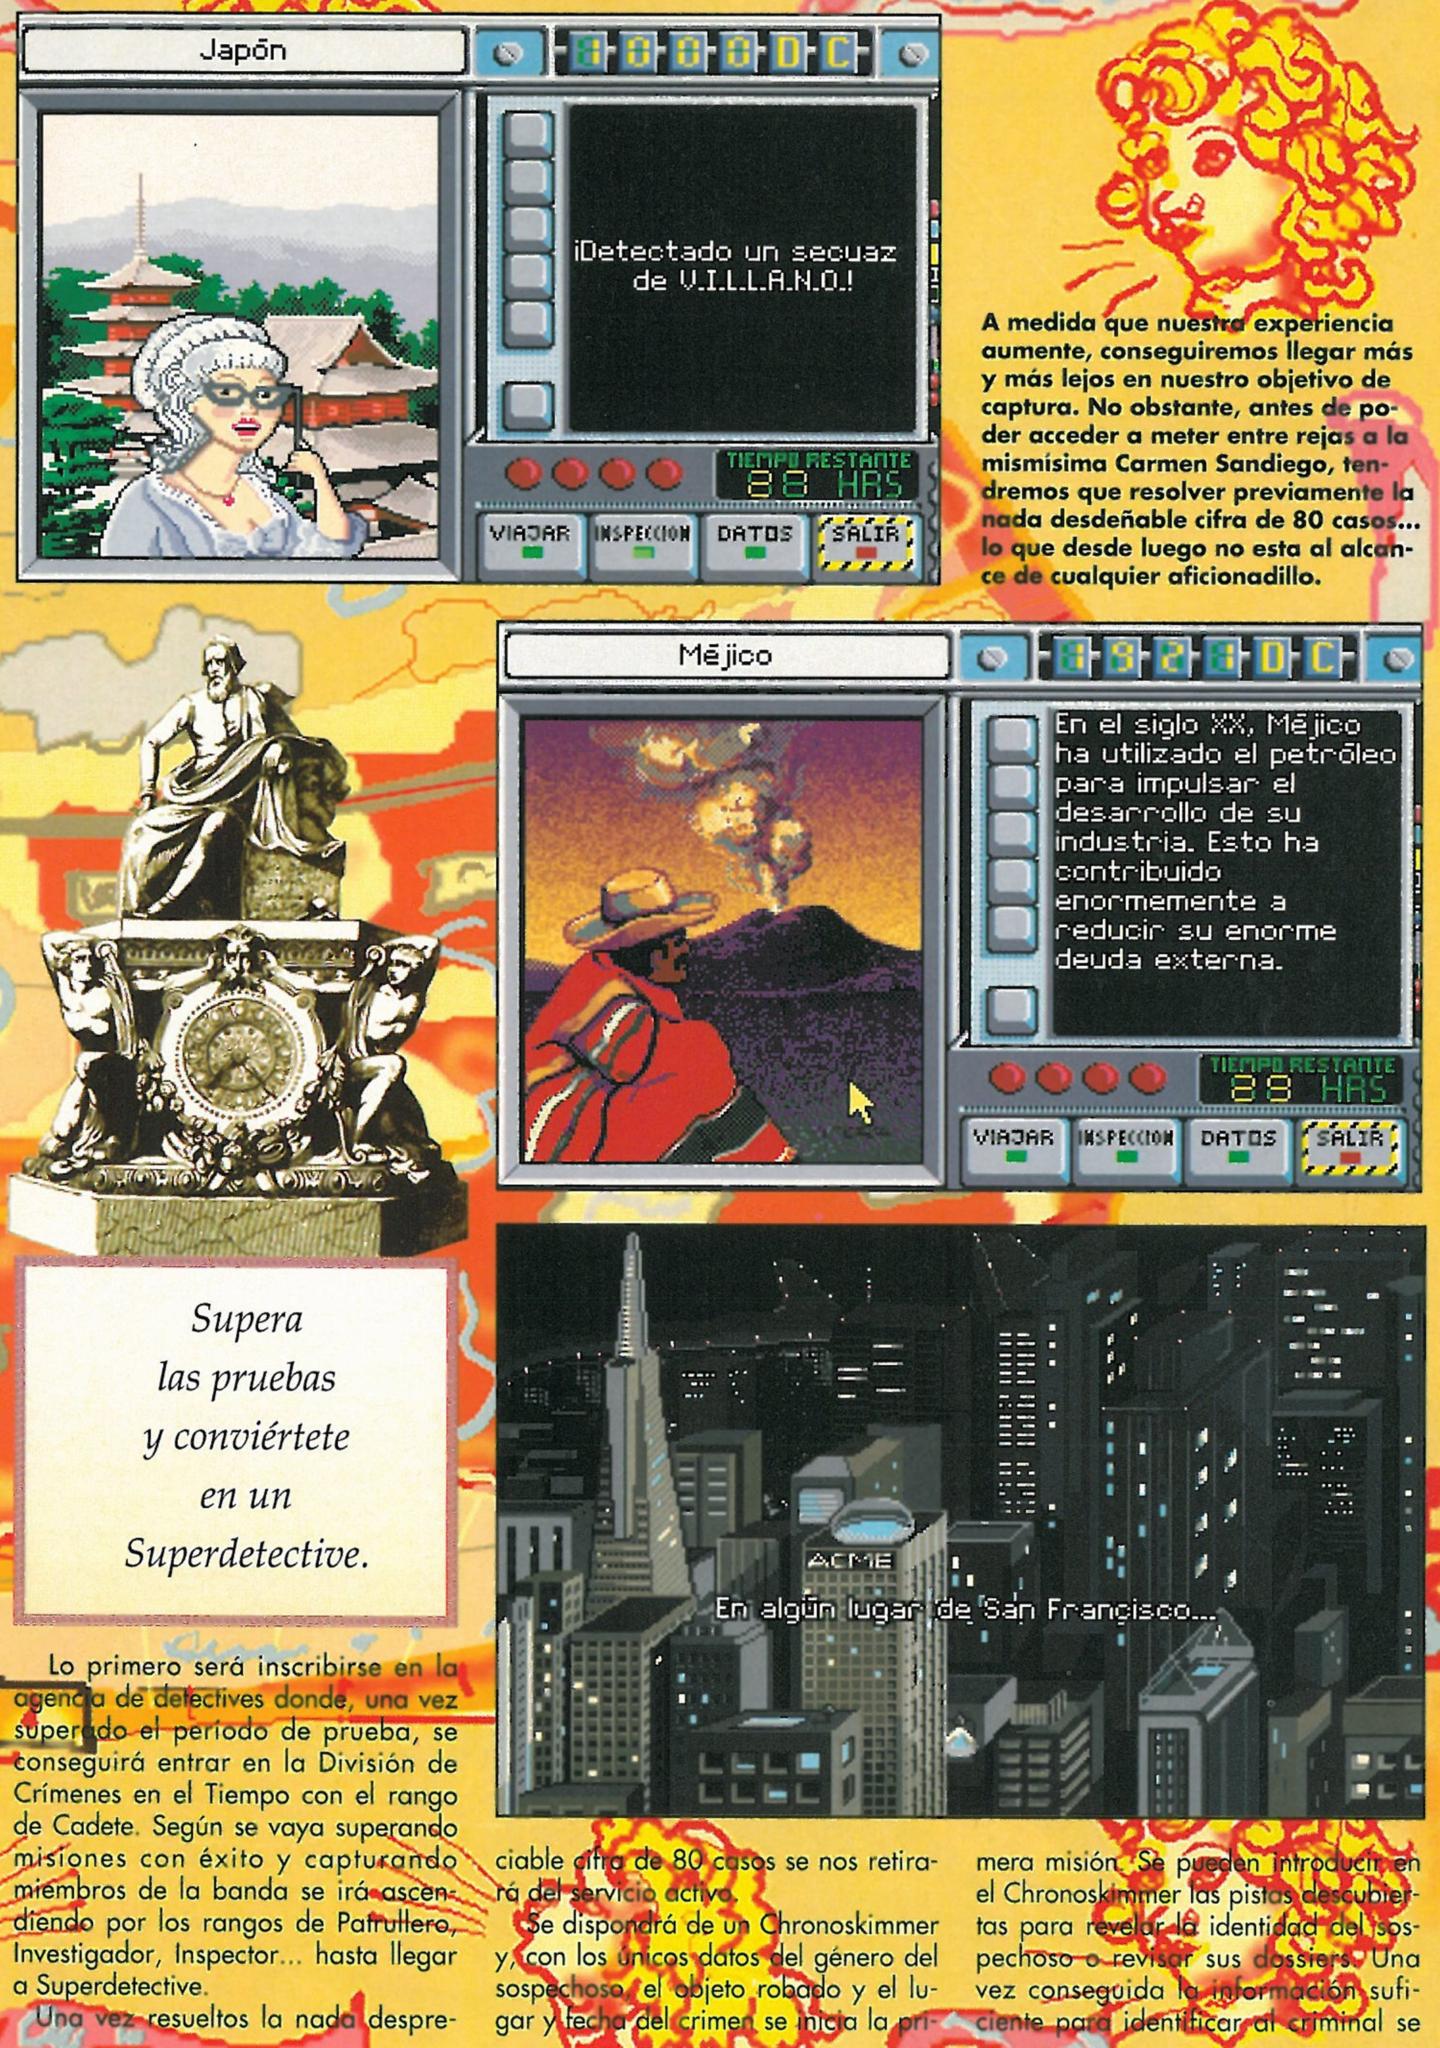 Japón
1000DC
¡Detectado un secuaz
de V.I.L.L.A.N.O.!
TIEMPO RESTANTE
88 HRS
VIAJAR
INSPECCION
DATOS
SALIR
A medida que nuestra experiencia
aumente, conseguiremos llegar más
y más lejos en nuestro objetivo de
captura. No obstante, antes de po-
der acceder a meter entre rejas a la
mismísima Carmen Sandiego, ten-
dremos que resolver previamente la
nada desdeñable cifra de 80 casos...
lo que desde luego no esta al alcan-
ce de cualquier aficionadillo.
Méjico
1921DC
En el siglo XX, Méjico
ha utilizado el petróleo
para impulsar el
desarrollo de su
industria. Esto ha
contribuido
enormemente a
reducir su enorme
deuda externa.
TIEMPO RESTANTE
HRS
VIAJAR
INSPECCION
DATOS
SALIR
Supera
las pruebas
y conviértete
en un
Superdetective.
ACME
En algún lugar de San Francisco...
Lo primero será inscribirse en la
agencia de detectives donde, una vez
superado el período de prueba, se
conseguirá entrar en la División de
Crímenes en el Tiempo con el rango
de Cadete. Según se vaya superando
misiones con éxito y capturando
miembros de la banda se irá ascen-
diendo por los rangos de Patrullero,
Investigador, Inspector... hasta llegar
a Superdetective.
Una vez resueltos la nada despre-
ciable cifra de 80 casos se nos retira-
rá del servicio activo.
Se dispondrá de un Chronoskimmer
y, con los únicos datos del género del
sospechoso, el objeto robado y el lu-
gar y fecha del crimen se inicia la pri-
mera misión. Se pueden introducir en
el Chronoskimmer las pistas descubier-
tas para revelar la identidad del sos-
pechoso o revisar sus dossiers. Una
vez conseguida la información sufi-
ciente para identificar al criminal se